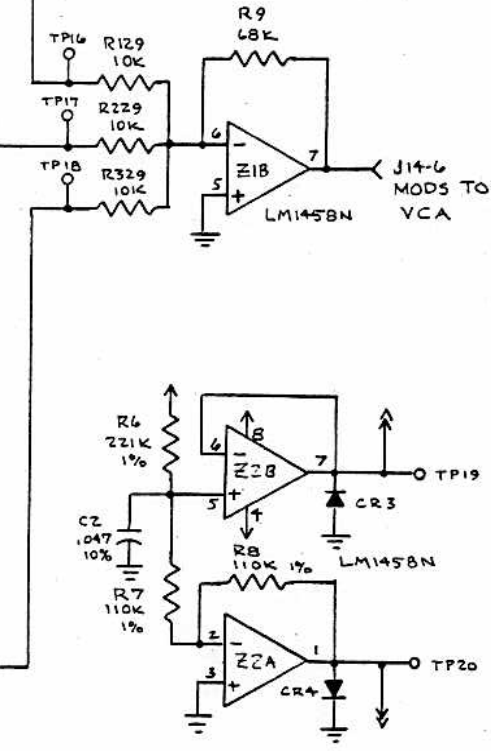 R9
68K
TP16
R129
10K
TP17
R229
10K
TP18
R329
10K
6
-
Z1B
7
5
+
LM1458N
J14-6
MODS TO
VCA
R6
221K
1%
6
-
8
Z2B
7
5
+
4
TP19
CR3
C2
.047
10%
R8
110K 1%
LM1458N
R7
110K
1%
2
-
Z2A
1
3
+
CR4
TP20